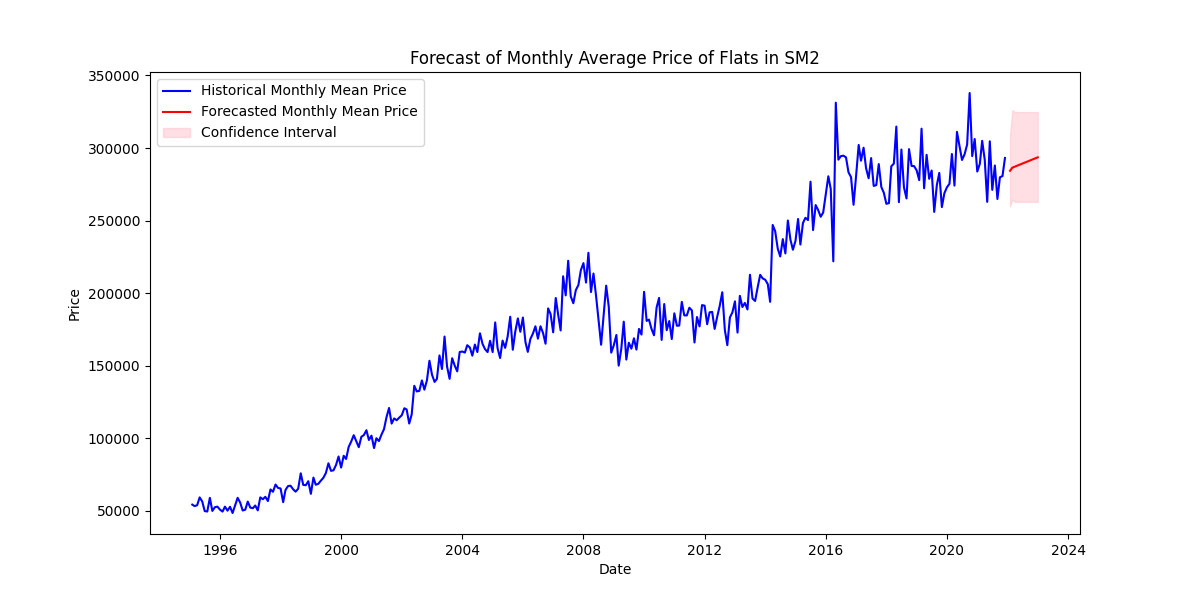 Forecast of Monthly Average Price of Flats in SM2
350000
300000
250000
200000
150000
100000
50000
Price
Historical Monthly Mean Price
Forecasted Monthly Mean Price
Confidence Interval
1996 2000 2004 2008 2012 2016 2020 2024
Date